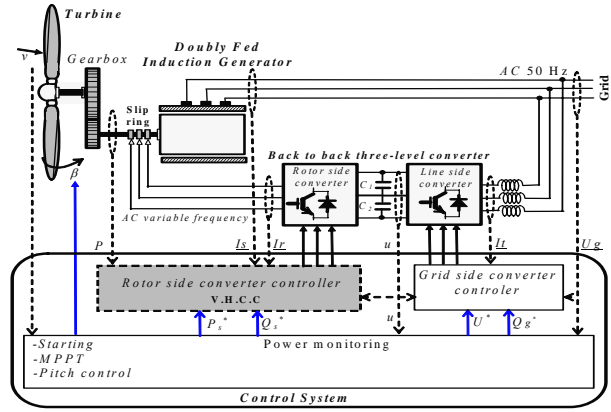 Turbine
v
Gearbox
Doubly Fed
Induction Generator
AC 50 Hz
Grid
Slip
ring
β
Back to back three-level converter
Rotor side
converter
C1
C2
Line side
converter
AC variable frequency
P
Is
Ir
u
It
Ug
Rotor side converter controller
V.H.C.C
Grid side converter
controler
u
Ps*
Qs*
U*
Qg*
-Starting
-MPPT
-Pitch control
Power monitoring
Control System